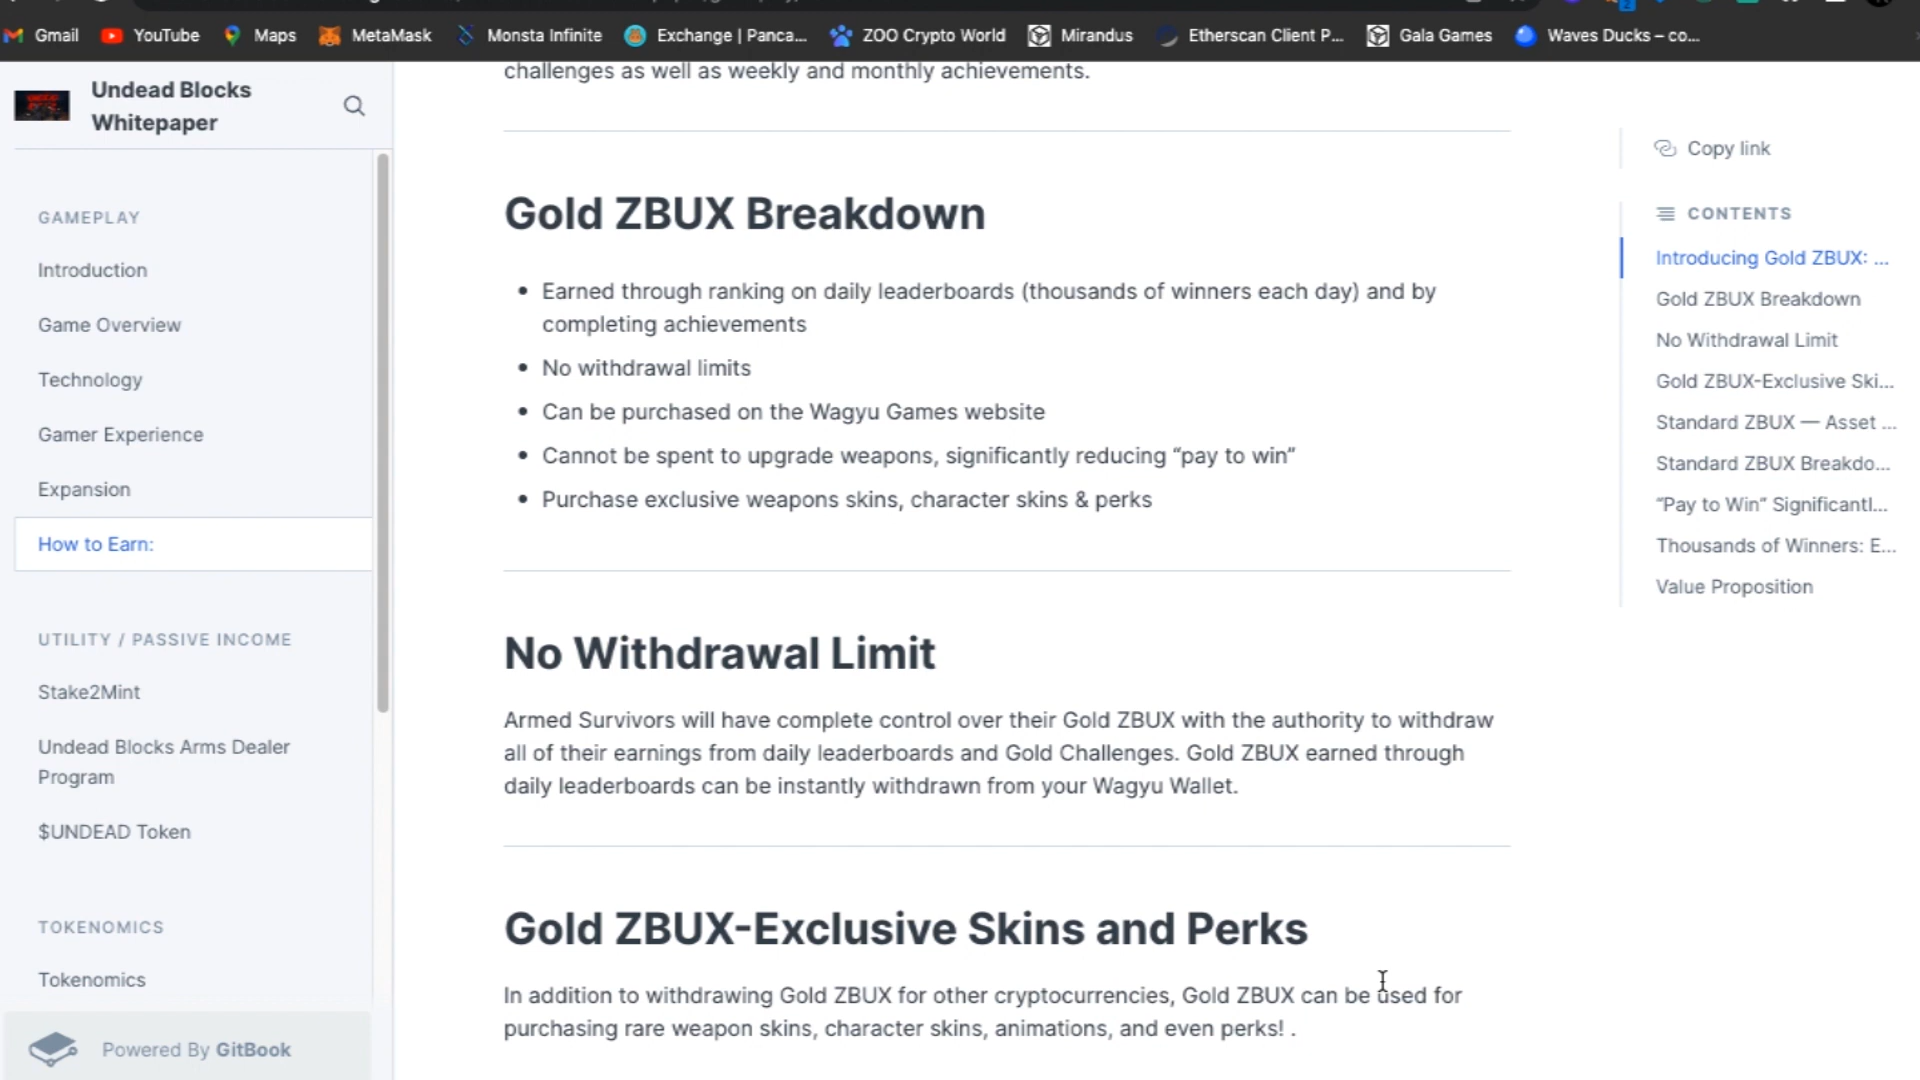 Gmail
YouTube
Maps
MetaMask
Monsta Infinite
Exchange | Panca...
ZOO Crypto World
Mirandus
Etherscan Client P...
Gala Games
Waves Ducks – co...
Undead Blocks
Whitepaper
GAMEPLAY
Introduction
Game Overview
Technology
Gamer Experience
Expansion
How to Earn:
UTILITY / PASSIVE INCOME
Stake2Mint
Undead Blocks Arms Dealer
Program
$UNDEAD Token
TOKENOMICS
Tokenomics
Powered By GitBook
challenges as well as weekly and monthly achievements.
Gold ZBUX Breakdown
• Earned through ranking on daily leaderboards (thousands of winners each day) and by
completing achievements
• No withdrawal limits
• Can be purchased on the Wagyu Games website
• Cannot be spent to upgrade weapons, significantly reducing “pay to win”
• Purchase exclusive weapons skins, character skins & perks
No Withdrawal Limit
Armed Survivors will have complete control over their Gold ZBUX with the authority to withdraw
all of their earnings from daily leaderboards and Gold Challenges. Gold ZBUX earned through
daily leaderboards can be instantly withdrawn from your Wagyu Wallet.
Gold ZBUX-Exclusive Skins and Perks
In addition to withdrawing Gold ZBUX for other cryptocurrencies, Gold ZBUX can be used for
purchasing rare weapon skins, character skins, animations, and even perks! .
Copy link
CONTENTS
Introducing Gold ZBUX: ...
Gold ZBUX Breakdown
No Withdrawal Limit
Gold ZBUX-Exclusive Ski...
Standard ZBUX — Asset ...
Standard ZBUX Breakdo...
“Pay to Win” Significantl...
Thousands of Winners: E...
Value Proposition